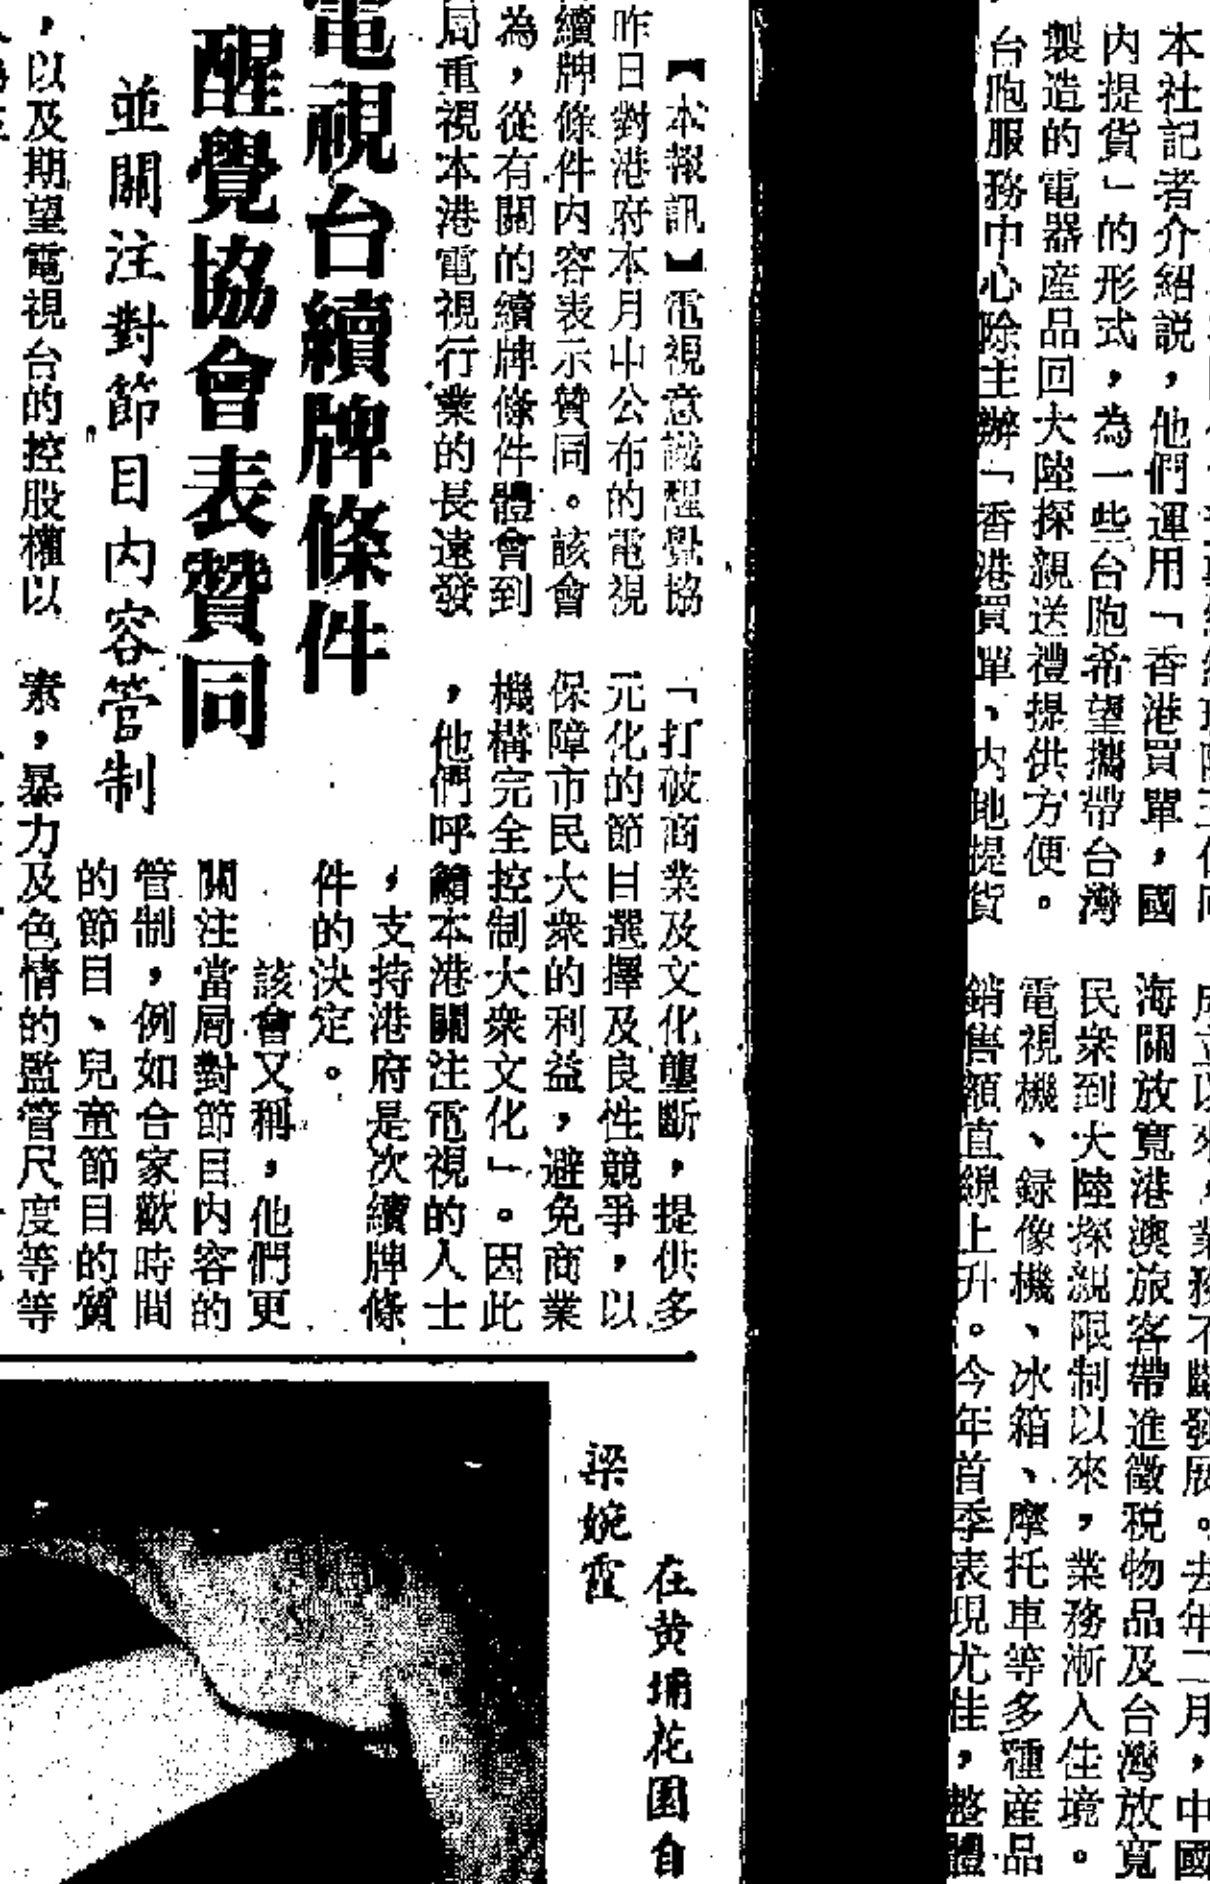 本社記者介紹説，他們運用「香港買單，國
内提貨」的形式，為一些台胞希望攜帶台灣
製造的電器産品回大陸探親送禮提供方便。
台胞服務中心除主辦「香港買單、内地提貨
成立以來，業務不斷發展。去年二月，中國
海關放寬港澳旅客帶進徵税物品及台灣放寬
民衆到大陸探親限制以來，業務漸入佳境。
電視機、録像機、冰箱、摩托車等多種産品
銷售額直線上升。今年首季表現尤佳，整體
電視台續牌條件
醒覺協會表贊同
並關注對節目内容管制
【本報訊】電視意識醒覺協
昨日對港府本月中公布的電視
續牌條件内容表示贊同。該會
為，從有關的續牌條件體會到
局重視本港電視行業的長遠發
「打破商業及文化壟斷，提供多
元化的節目選擇及良性競爭，以
保障市民大衆的利益，避免商業
機構完全控制大衆文化」。因此
，他們呼籲本港關注電視的人士
，支持港府是次續牌條
件的決定。
該會又稱，他們更
關注當局對節目内容的
管制，例如合家歡時間
的節目、兒童節目的質
，以及期望電視台的控股權以
素，暴力及色情的監管尺度等等
在黄埔花園自
梁婉霞